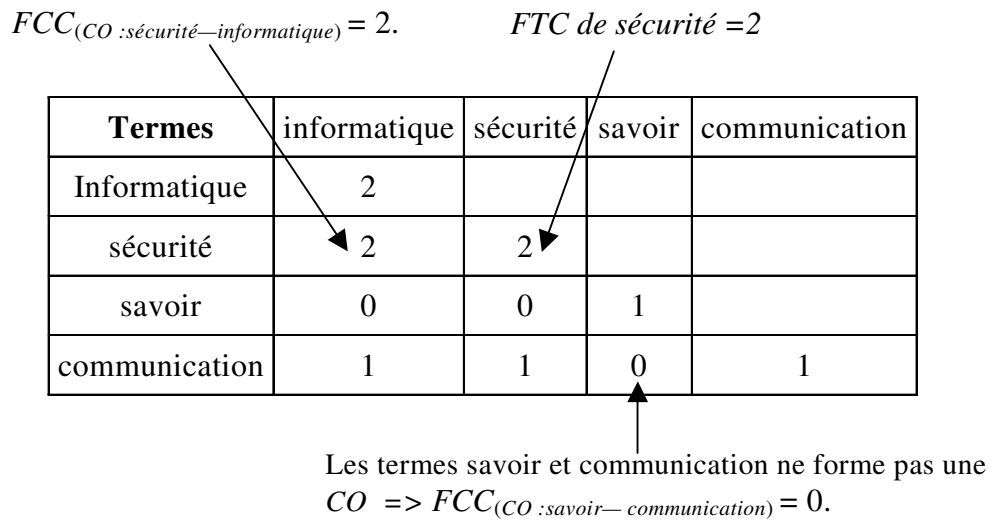 FCC(CO :sécurité—informatique) = 2. FTC de sécurité =2
Termes informatique sécurité savoir communication
Informatique 2
sécurité 2 2
savoir 0 0 1
communication 1 1 0 1
Les termes savoir et communication ne forme pas une
CO => FCC(CO :savoir— communication) = 0.